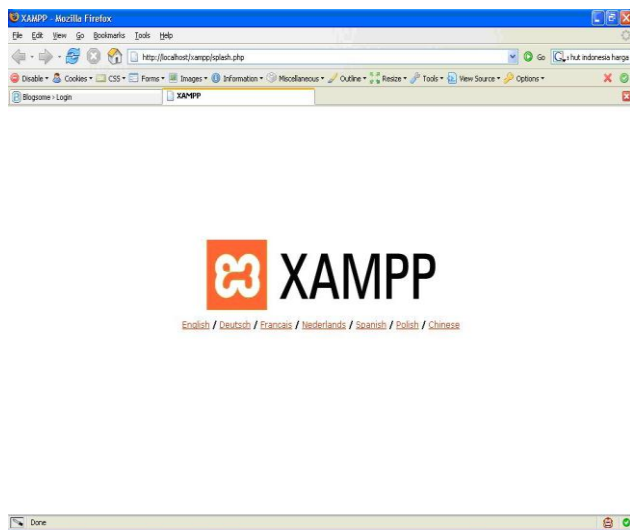 XAMPP - Mozilla Firefox
File Edit View Go Bookmarks Tools Help
http://localhost/xampp/splash.php Go hut indonesia harga
Disable Cookies CSS Forms Images Information Miscellaneous Outline Resize Tools View Source Options
Blogsome > Login XAMPP
XAMPP
English / Deutsch / Francais / Nederlands / Spanish / Polish / Chinese
Done